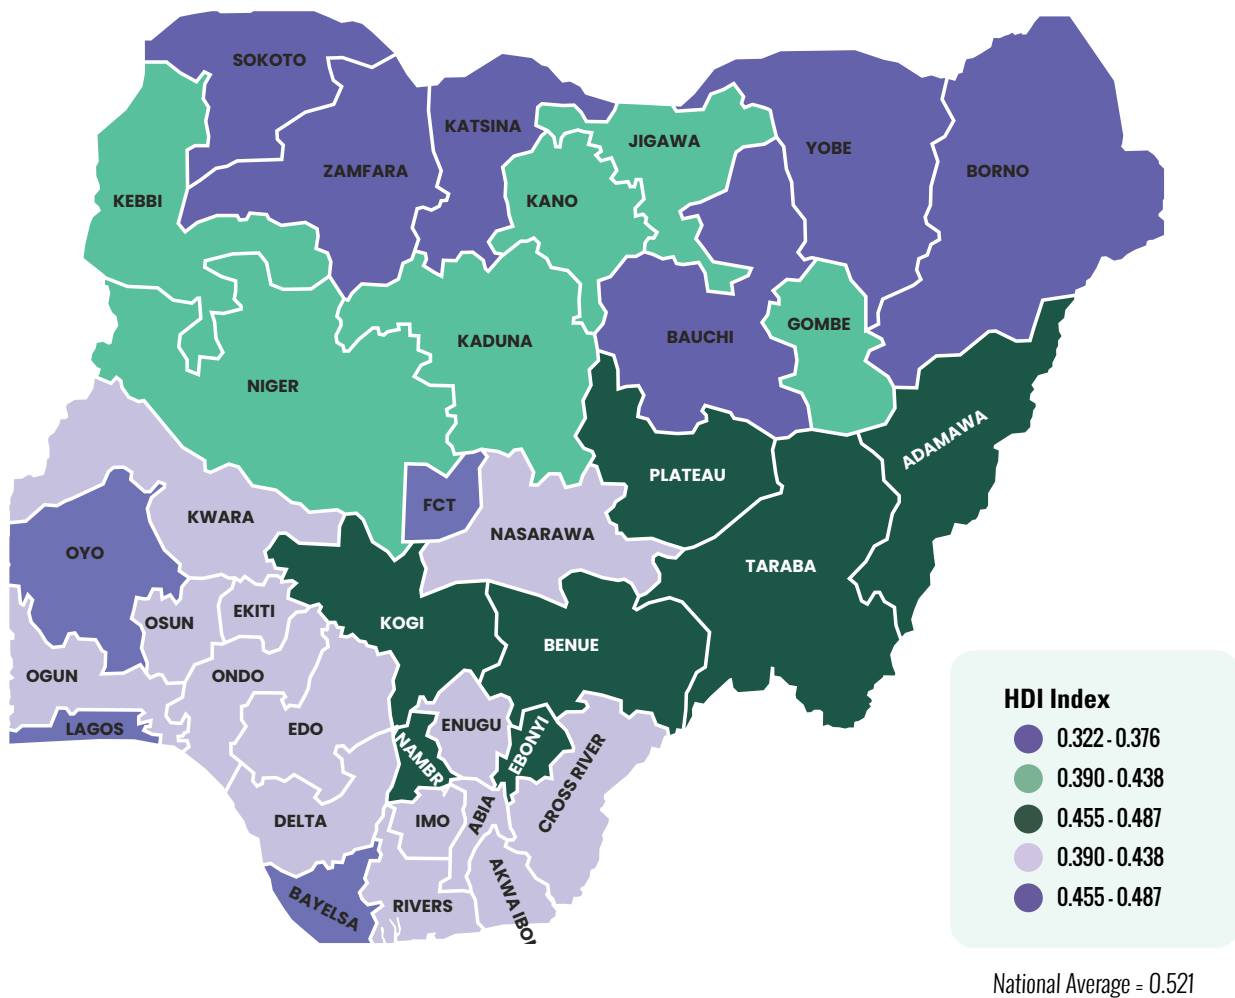 SOKOTO
KATSINA
ZAMFARA
JIGAWA
YOBE
BORNO
KEBBI
KANO
KADUNA
BAUCHI
GOMBE
NIGER
ADAMAWA
PLATEAU
FCT
KWARA
NASARAWA
OYO
TARABA
OSUN
EKITI
KOGI
BENUE
OGUN
ONDO
LAGOS
EDO
ENUGU
NAMBR
EBONYI
CROSS RIVER
DELTA
IMO
ABIA
BAYELSA
RIVERS
AKWA IBO
HDI Index
0.322 - 0.376
0.390 - 0.438
0.455 - 0.487
0.390 - 0.438
0.455 - 0.487
National Average = 0.521